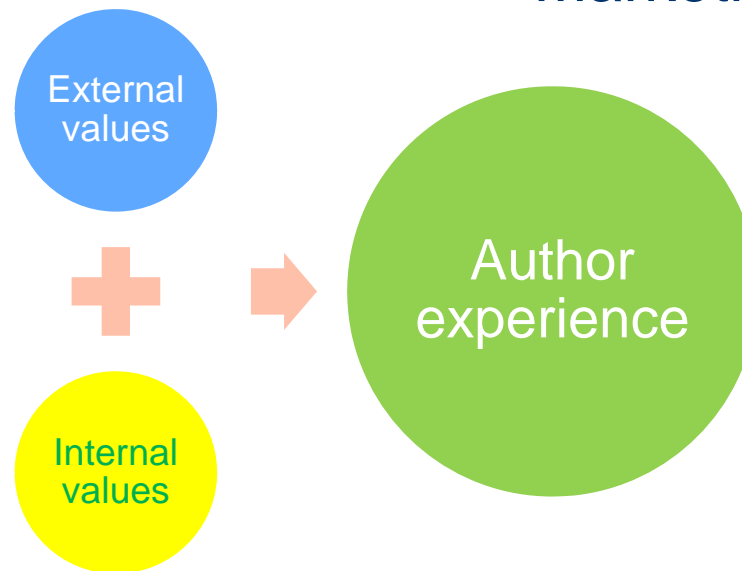 External
values
Author
experience
Internal
values